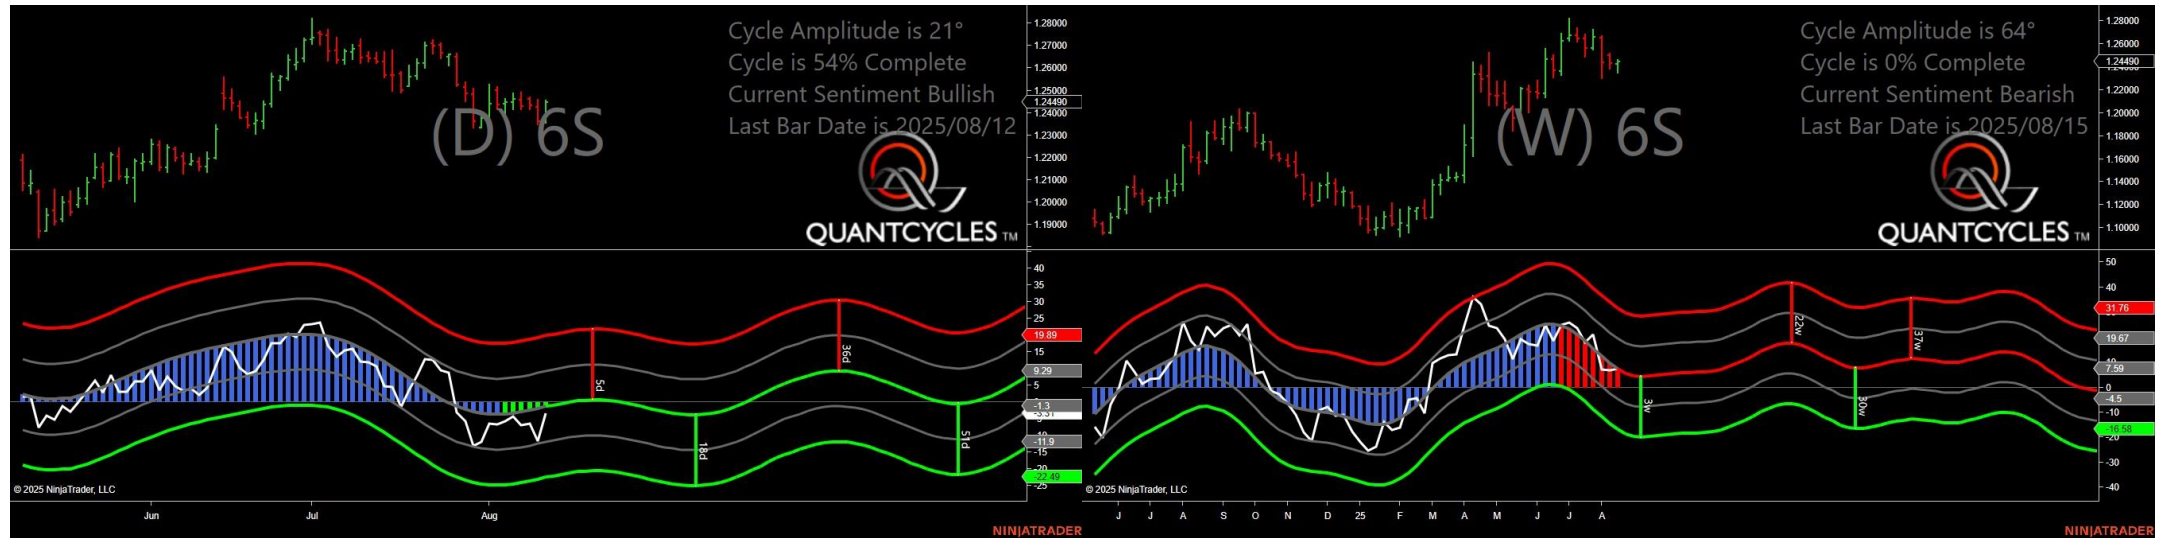 Cycle Amplitude is 21°
Cycle is 54% Complete
Current Sentiment Bullish
Last Bar Date is 2025/08/12
(D) 6S
QUANTCYCLES TM
1.28000
1.27000
1.26000
1.25000
1.24490
1.24000
1.23000
1.22000
1.21000
1.20000
1.19000
40
35
30
25
19.89
15
9.29
5
-1.3
-3.31
-11.9
-15
-22.49
-25
5d
18d
36d
51d
© 2025 NinjaTrader, LLC
Jun
Jul
Aug
NINJATRADER
Cycle Amplitude is 64°
Cycle is 0% Complete
Current Sentiment Bearish
Last Bar Date is 2025/08/15
(W) 6S
QUANTCYCLES TM
1.28000
1.26000
1.24490
1.22000
1.20000
1.18000
1.16000
1.14000
1.12000
1.10000
50
40
31.76
19.67
7.59
0
-4.5
-10
-16.58
-20
-30
-40
3w
22w
30w
37w
© 2025 NinjaTrader, LLC
J J A S O N D 25 F M A M J J A
NINJATRADER